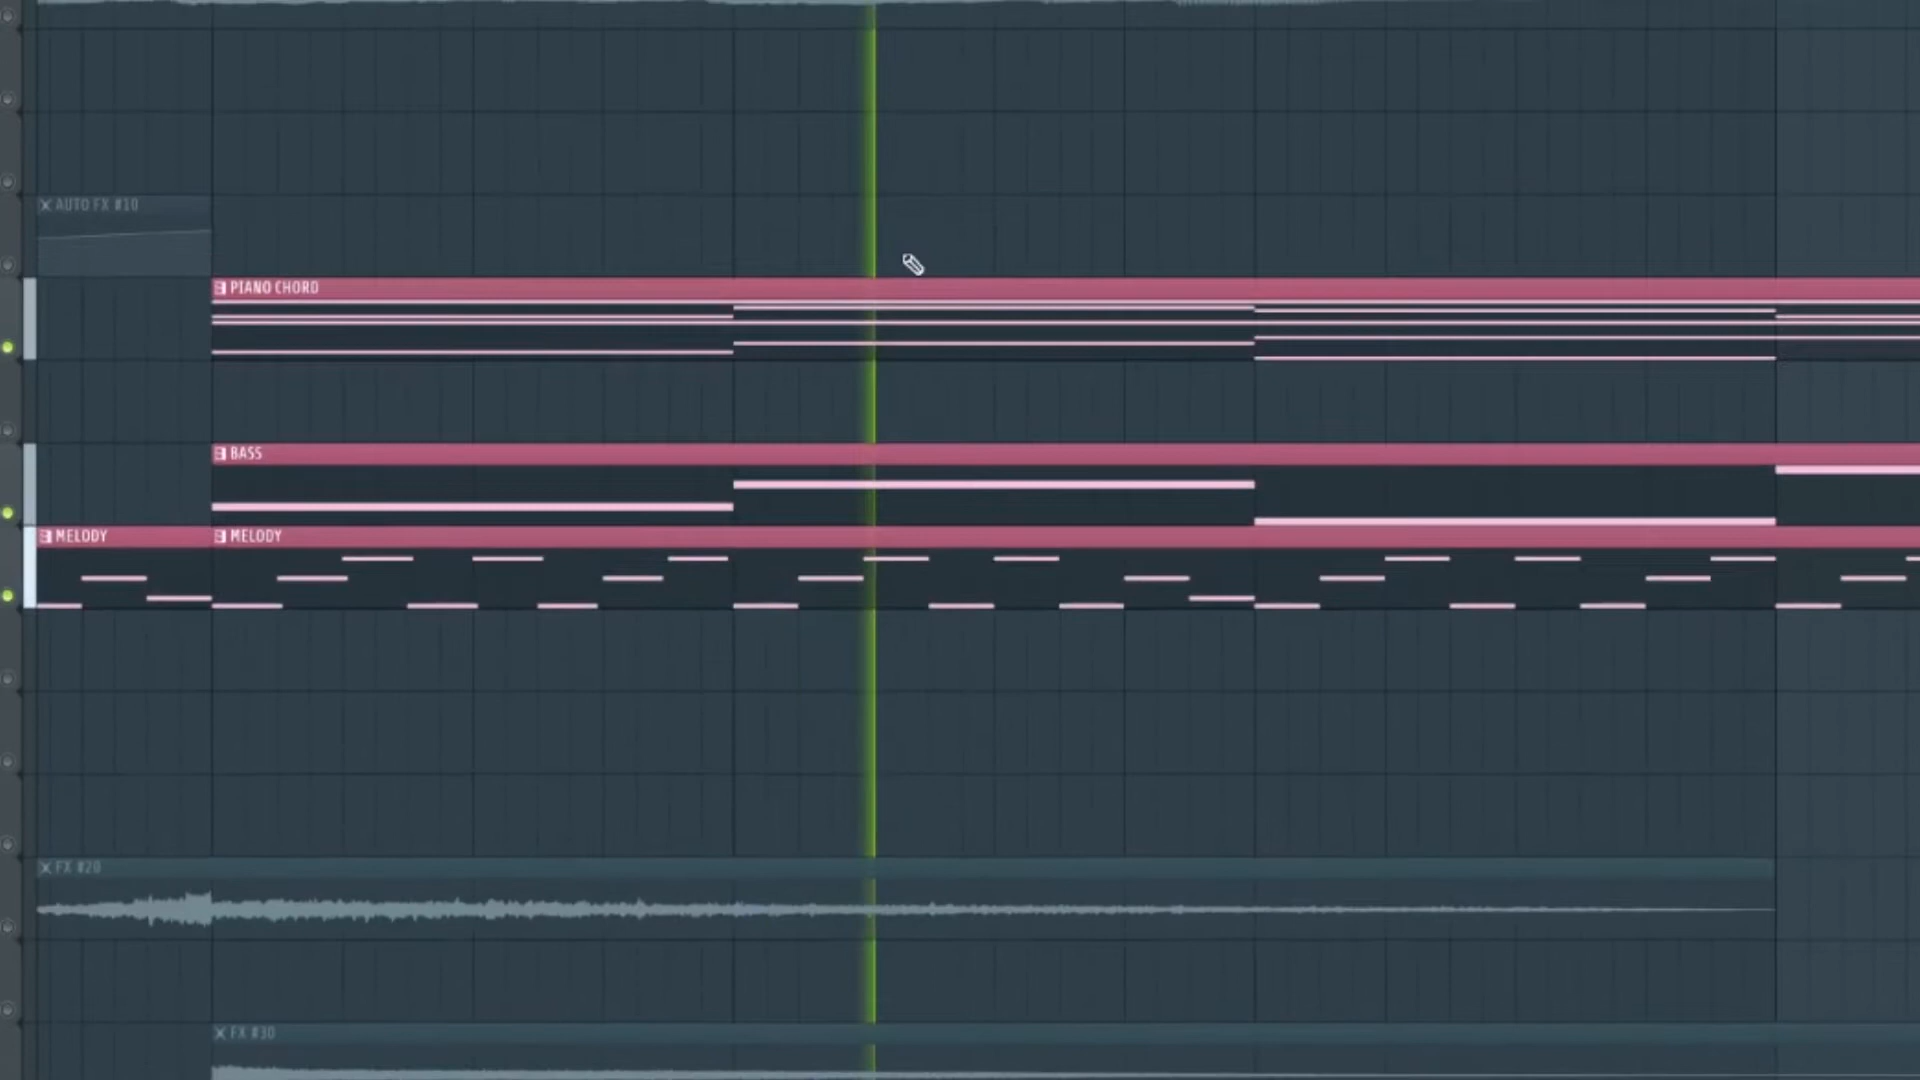 AUTO FX #10
PIANO CHORD
BASS
MELODY
MELODY
FX #20
FX #30